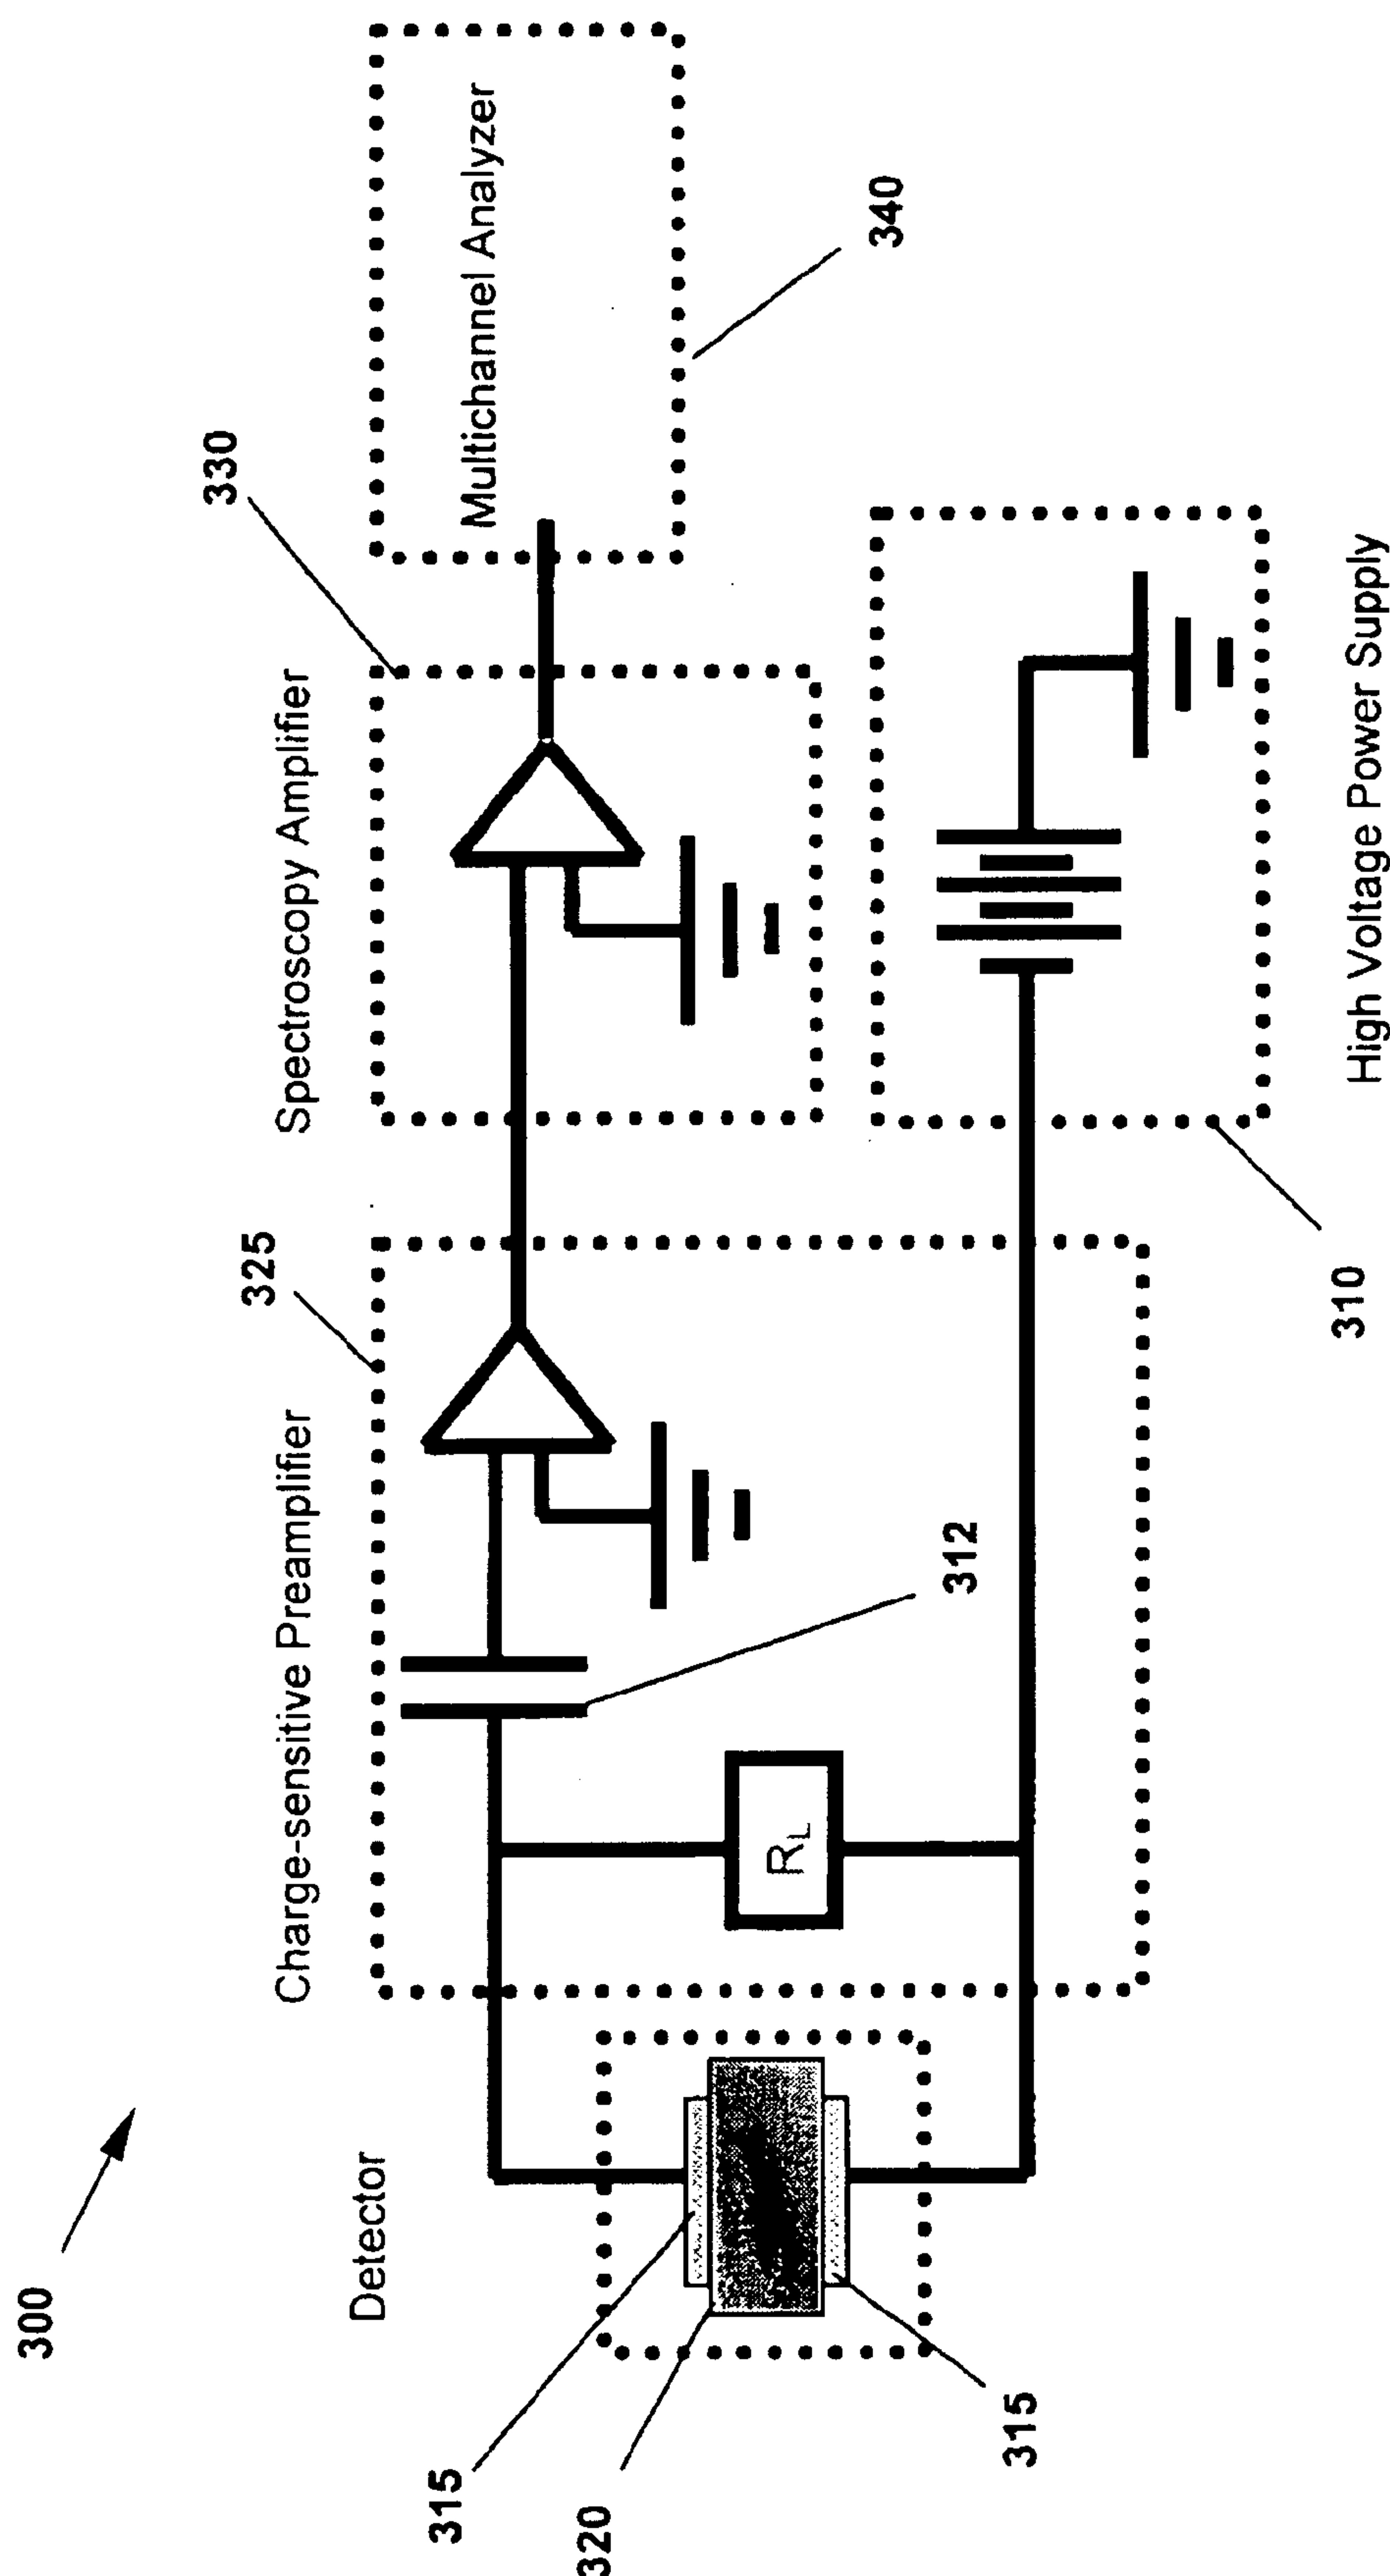 300
Detector
Charge-sensitive Preamplifier
325
Spectroscopy Amplifier
330
Multichannel Analyzer
340
315
320
315
R_L
312
310
High Voltage Power Supply